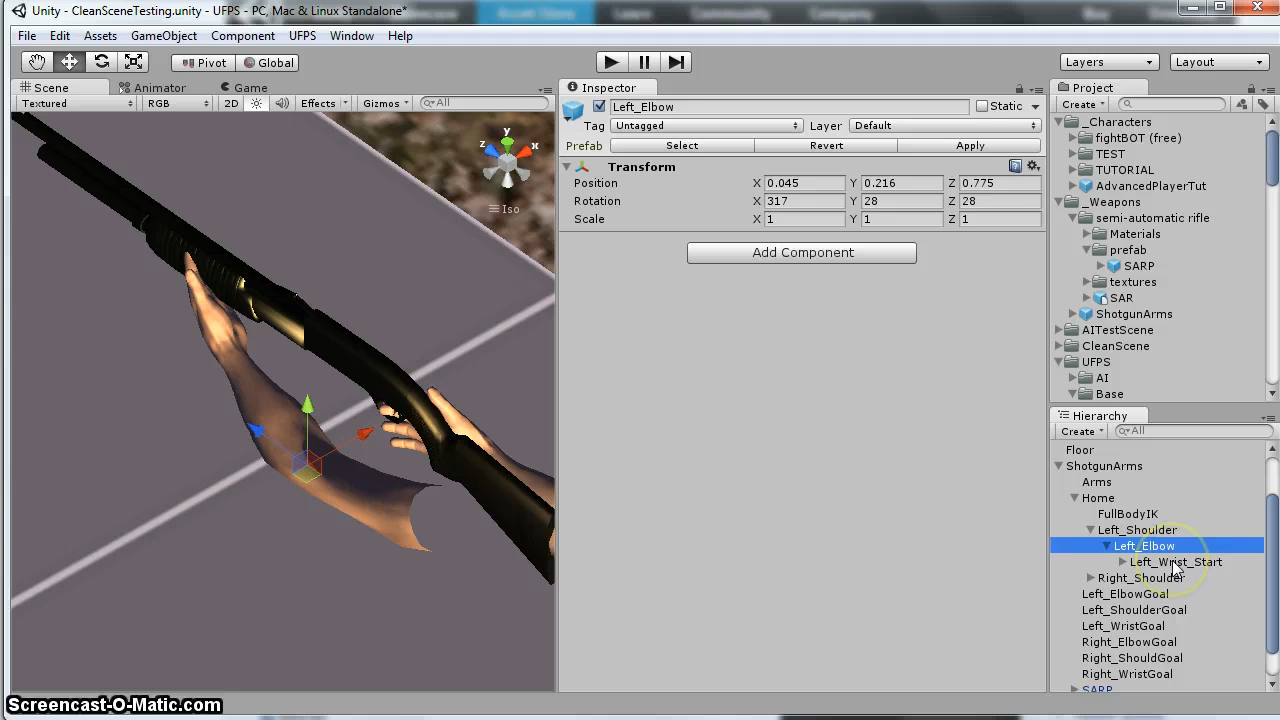 Unity - CleanSceneTesting.unity - UFPS - PC, Mac & Linux Standalone*
File Edit Assets GameObject Component UFPS Window Help
Pivot Global Layers Layout
Scene Animator Game
Textured RGB 2D Effects Gizmos All
y
z x
Iso
Inspector
Left_Elbow Static
Tag Untagged Layer Default
Prefab Select Revert Apply
Transform
Position X 0.045 Y 0.216 Z 0.775
Rotation X 317 Y 28 Z 28
Scale X 1 Y 1 Z 1
Add Component
Project
Create
_Characters
fightBOT (free)
TEST
TUTORIAL
AdvancedPlayerTut
_Weapons
semi-automatic rifle
Materials
prefab
SARP
textures
SAR
ShotgunArms
AITestScene
CleanScene
UFPS
AI
Base
Hierarchy
Create All
Floor
ShotgunArms
Arms
Home
FullBodyIK
Left_Shoulder
Left_Elbow
Left_Wrist_Start
Right_Shoulder
Left_ElbowGoal
Left_ShoulderGoal
Left_WristGoal
Right_ElbowGoal
Right_ShouldGoal
Right_WristGoal
SARP
Screencast-O-Matic.com